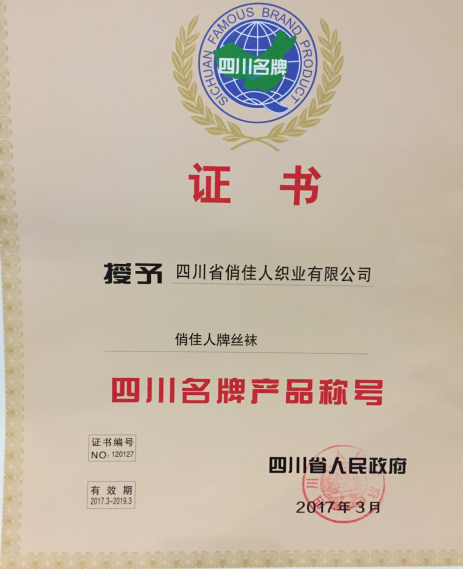 SICHUAN FAMOUS BRAND PRODUCT
四川名牌
证书
授予 四川省俏佳人织业有限公司
俏佳人牌丝袜
四川名牌产品称号
证书编号
NO: 120127
四川省人民政府
有效期
2017.3-2019.3
2017年3月